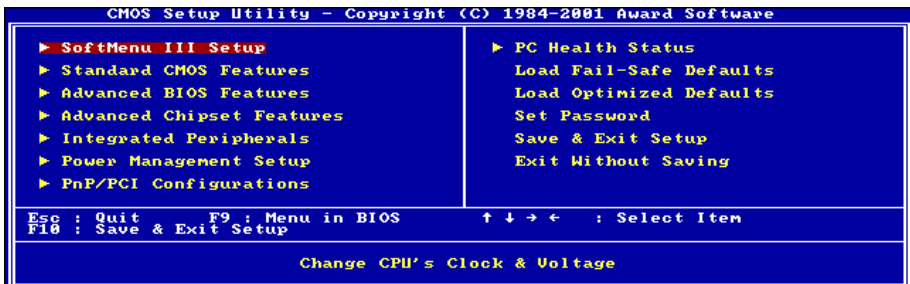 CMOS Setup Utility - Copyright (C) 1984-2001 Award Software
► SoftMenu III Setup
► Standard CMOS Features
► Advanced BIOS Features
► Advanced Chipset Features
► Integrated Peripherals
► Power Management Setup
► PnP/PCI Configurations
► PC Health Status
Load Fail-Safe Defaults
Load Optimized Defaults
Set Password
Save & Exit Setup
Exit Without Saving
Esc : Quit F9 : Menu in BIOS ↑ ↓ → ← : Select Item
F10 : Save & Exit Setup
Change CPU's Clock & Voltage